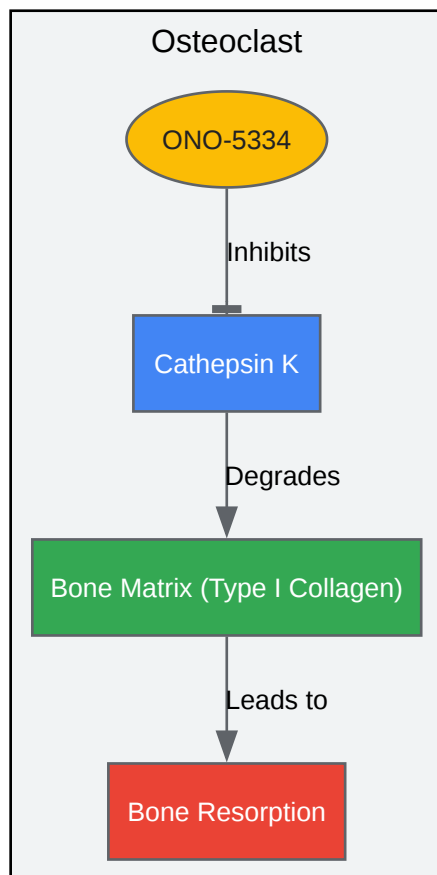 Osteoclast
ONO-5334
Inhibits
Cathepsin K
Degrades
Bone Matrix (Type I Collagen)
Leads to
Bone Resorption